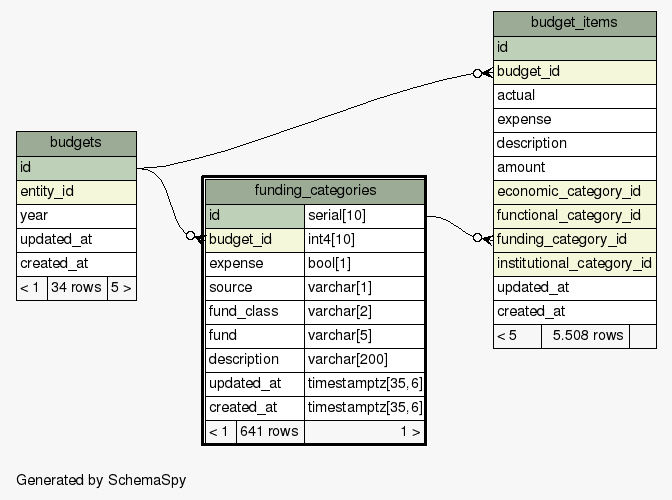 budget_items
id
budget_id
actual
expense
description
amount
economic_category_id
functional_category_id
funding_category_id
institutional_category_id
updated_at
created_at
< 5 5.508 rows
budgets
id
entity_id
year
updated_at
created_at
< 1 34 rows 5 >
funding_categories
id serial[10]
budget_id int4[10]
expense bool[1]
source varchar[1]
fund_class varchar[2]
fund varchar[5]
description varchar[200]
updated_at timestamptz[35,6]
created_at timestamptz[35,6]
< 1 641 rows 1 >
Generated by SchemaSpy